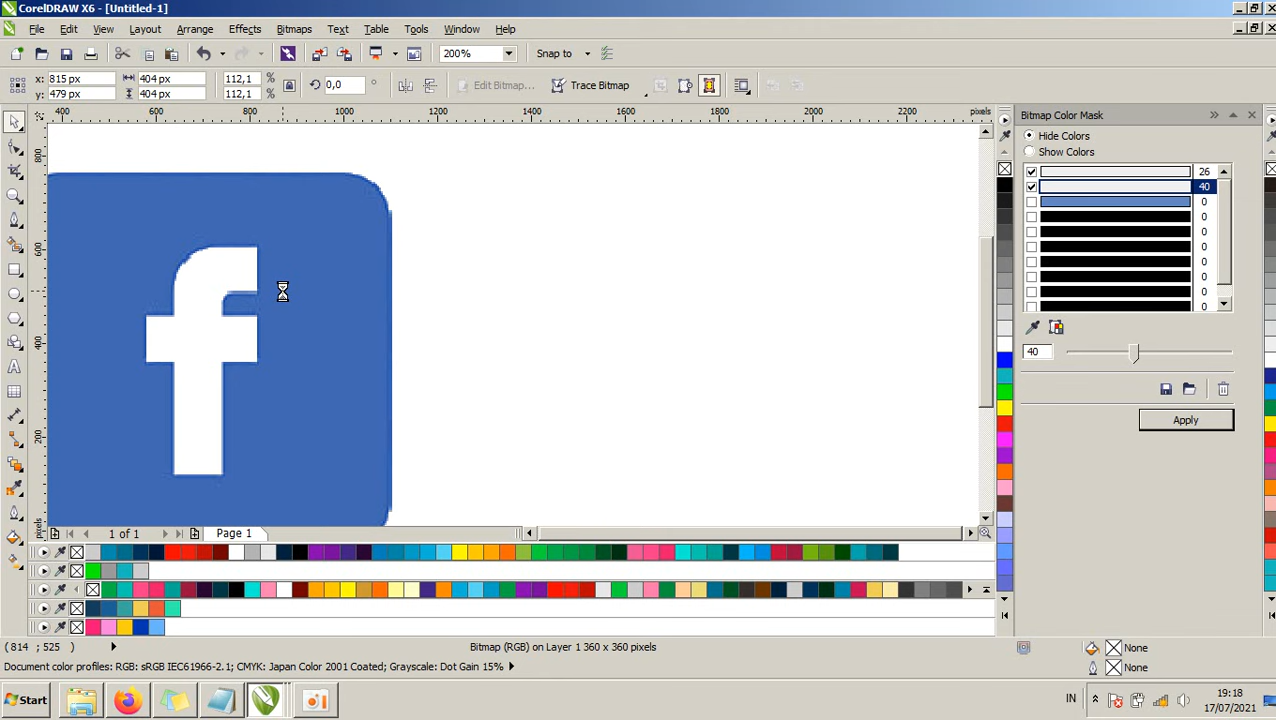 CorelDRAW X6 - [Untitled-1]
File Edit View Layout Arrange Effects Bitmaps Text Table Tools Window Help
200% Snap to
x: 815 px 404 px 112,1 % 0,0 ° Edit Bitmap... Trace Bitmap
y: 479 px 404 px 112,1 %
400 600 800 1000 1200 1400 1600 1800 2000 2200 pixels
800
600
400
200
pixels
f
Bitmap Color Mask
Hide Colors
Show Colors
26
40
0
0
0
0
0
0
0
0
40
Apply
1 of 1 Page 1
(814 ; 525) Bitmap (RGB) on Layer 1 360 x 360 pixels None
Document color profiles: RGB: sRGB IEC61966-2.1; CMYK: Japan Color 2001 Coated; Grayscale: Dot Gain 15% None
Start IN 19:18
17/07/2021